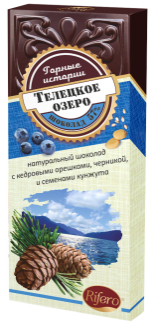 Горные
истории
ТЕЛЕЦКОЕ
ОЗЕРО
натуральный шоколад
с кедровыми орешками, черникой,
и семенами кунжута
Rifero